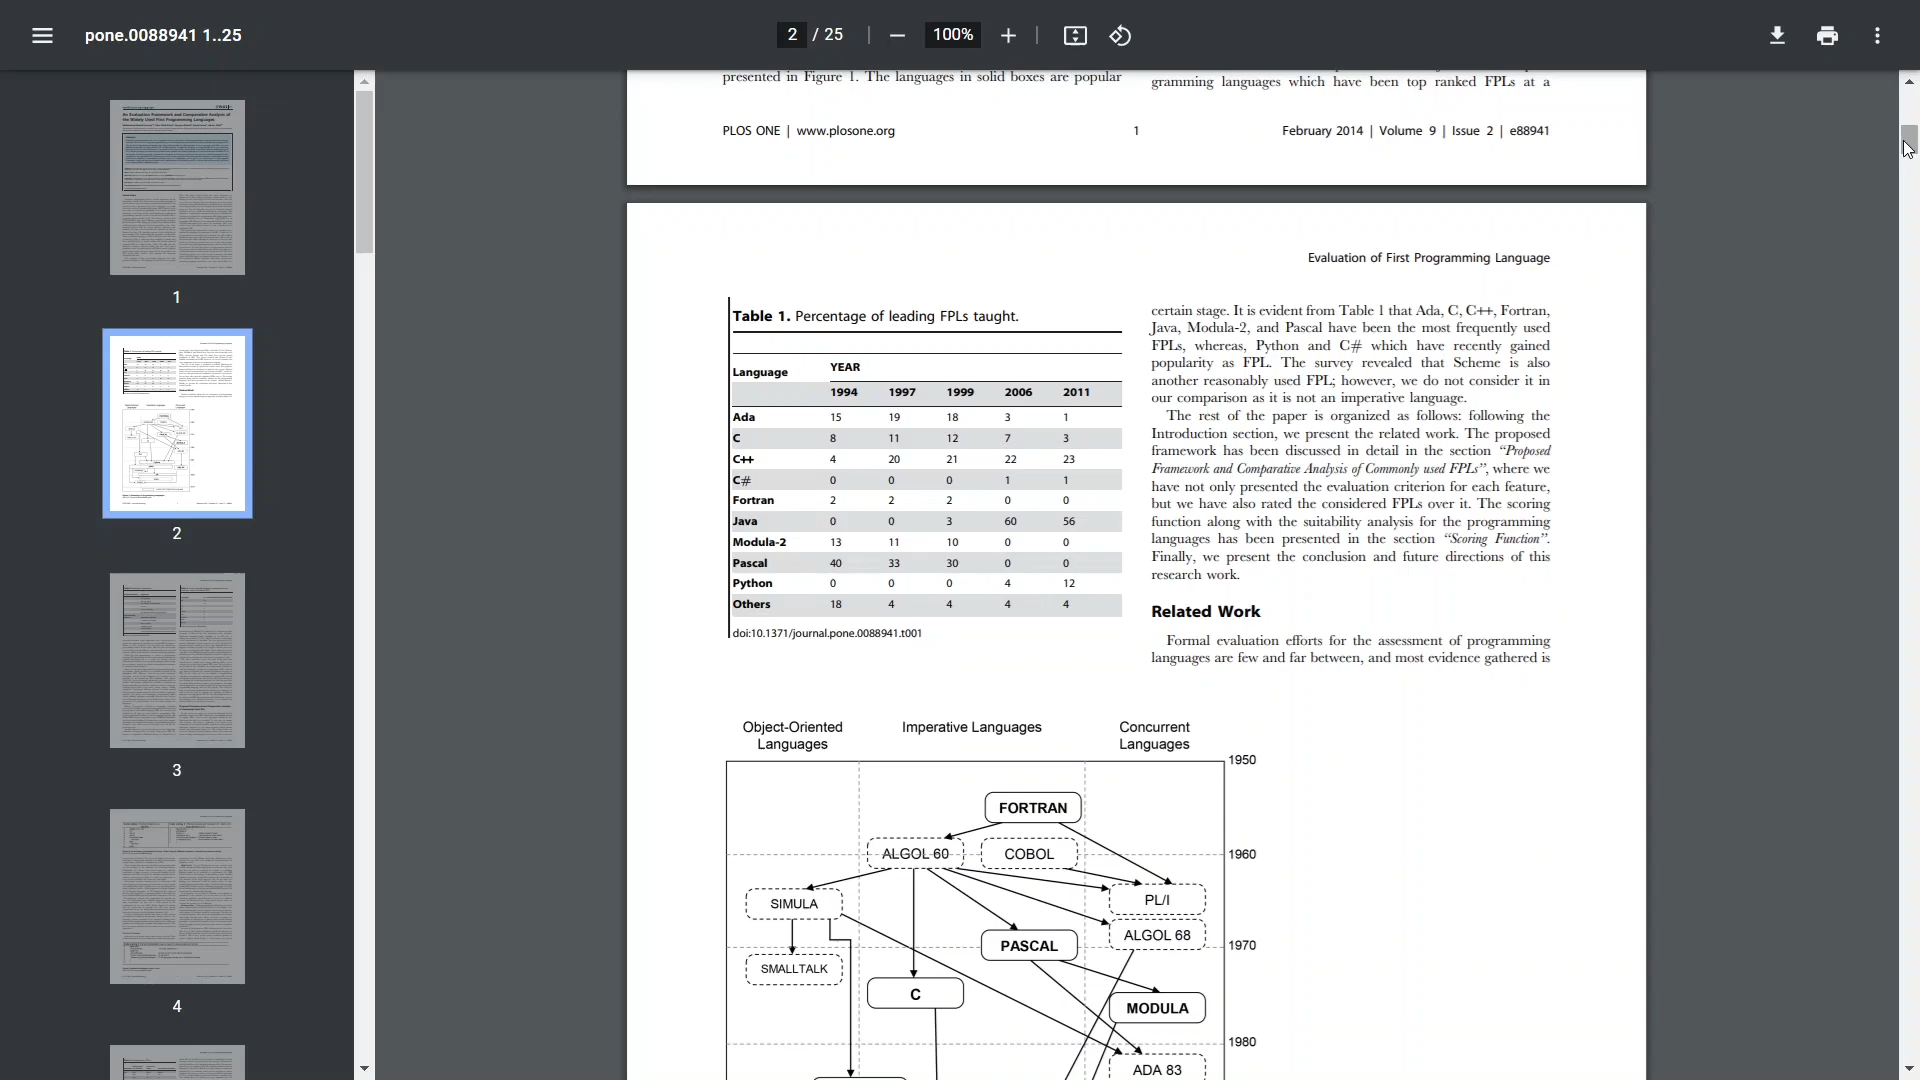 pone.0088941 1..25
2 / 25
100%
1
2
3
4
presented in Figure 1. The languages in solid boxes are popular
gramming languages which have been top ranked FPLs at a
PLOS ONE | www.plosone.org
1
February 2014 | Volume 9 | Issue 2 | e88941
Evaluation of First Programming Language
Table 1. Percentage of leading FPLs taught.
Language YEAR
1994 1997 1999 2006 2011
Ada 15 19 18 3 1
C 8 11 12 7 3
C++ 4 20 21 22 23
C# 0 0 0 1 1
Fortran 2 2 2 0 0
Java 0 0 3 60 56
Modula-2 13 11 10 0 0
Pascal 40 33 30 0 0
Python 0 0 0 4 12
Others 18 4 4 4 4
doi:10.1371/journal.pone.0088941.t001
certain stage. It is evident from Table 1 that Ada, C, C++, Fortran,
Java, Modula-2, and Pascal have been the most frequently used
FPLs, whereas, Python and C# which have recently gained
popularity as FPL. The survey revealed that Scheme is also
another reasonably used FPL; however, we do not consider it in
our comparison as it is not an imperative language.
The rest of the paper is organized as follows: following the
Introduction section, we present the related work. The proposed
framework has been discussed in detail in the section “Proposed
Framework and Comparative Analysis of Commonly used FPLs”, where we
have not only presented the evaluation criterion for each feature,
but we have also rated the considered FPLs over it. The scoring
function along with the suitability analysis for the programming
languages has been presented in the section “Scoring Function”.
Finally, we present the conclusion and future directions of this
research work.
Related Work
Formal evaluation efforts for the assessment of programming
languages are few and far between, and most evidence gathered is
Object-Oriented
Languages
Imperative Languages
Concurrent
Languages
1950
FORTRAN
ALGOL 60
COBOL
1960
SIMULA
PL/I
ALGOL 68
PASCAL
1970
SMALLTALK
C
MODULA
1980
ADA 83